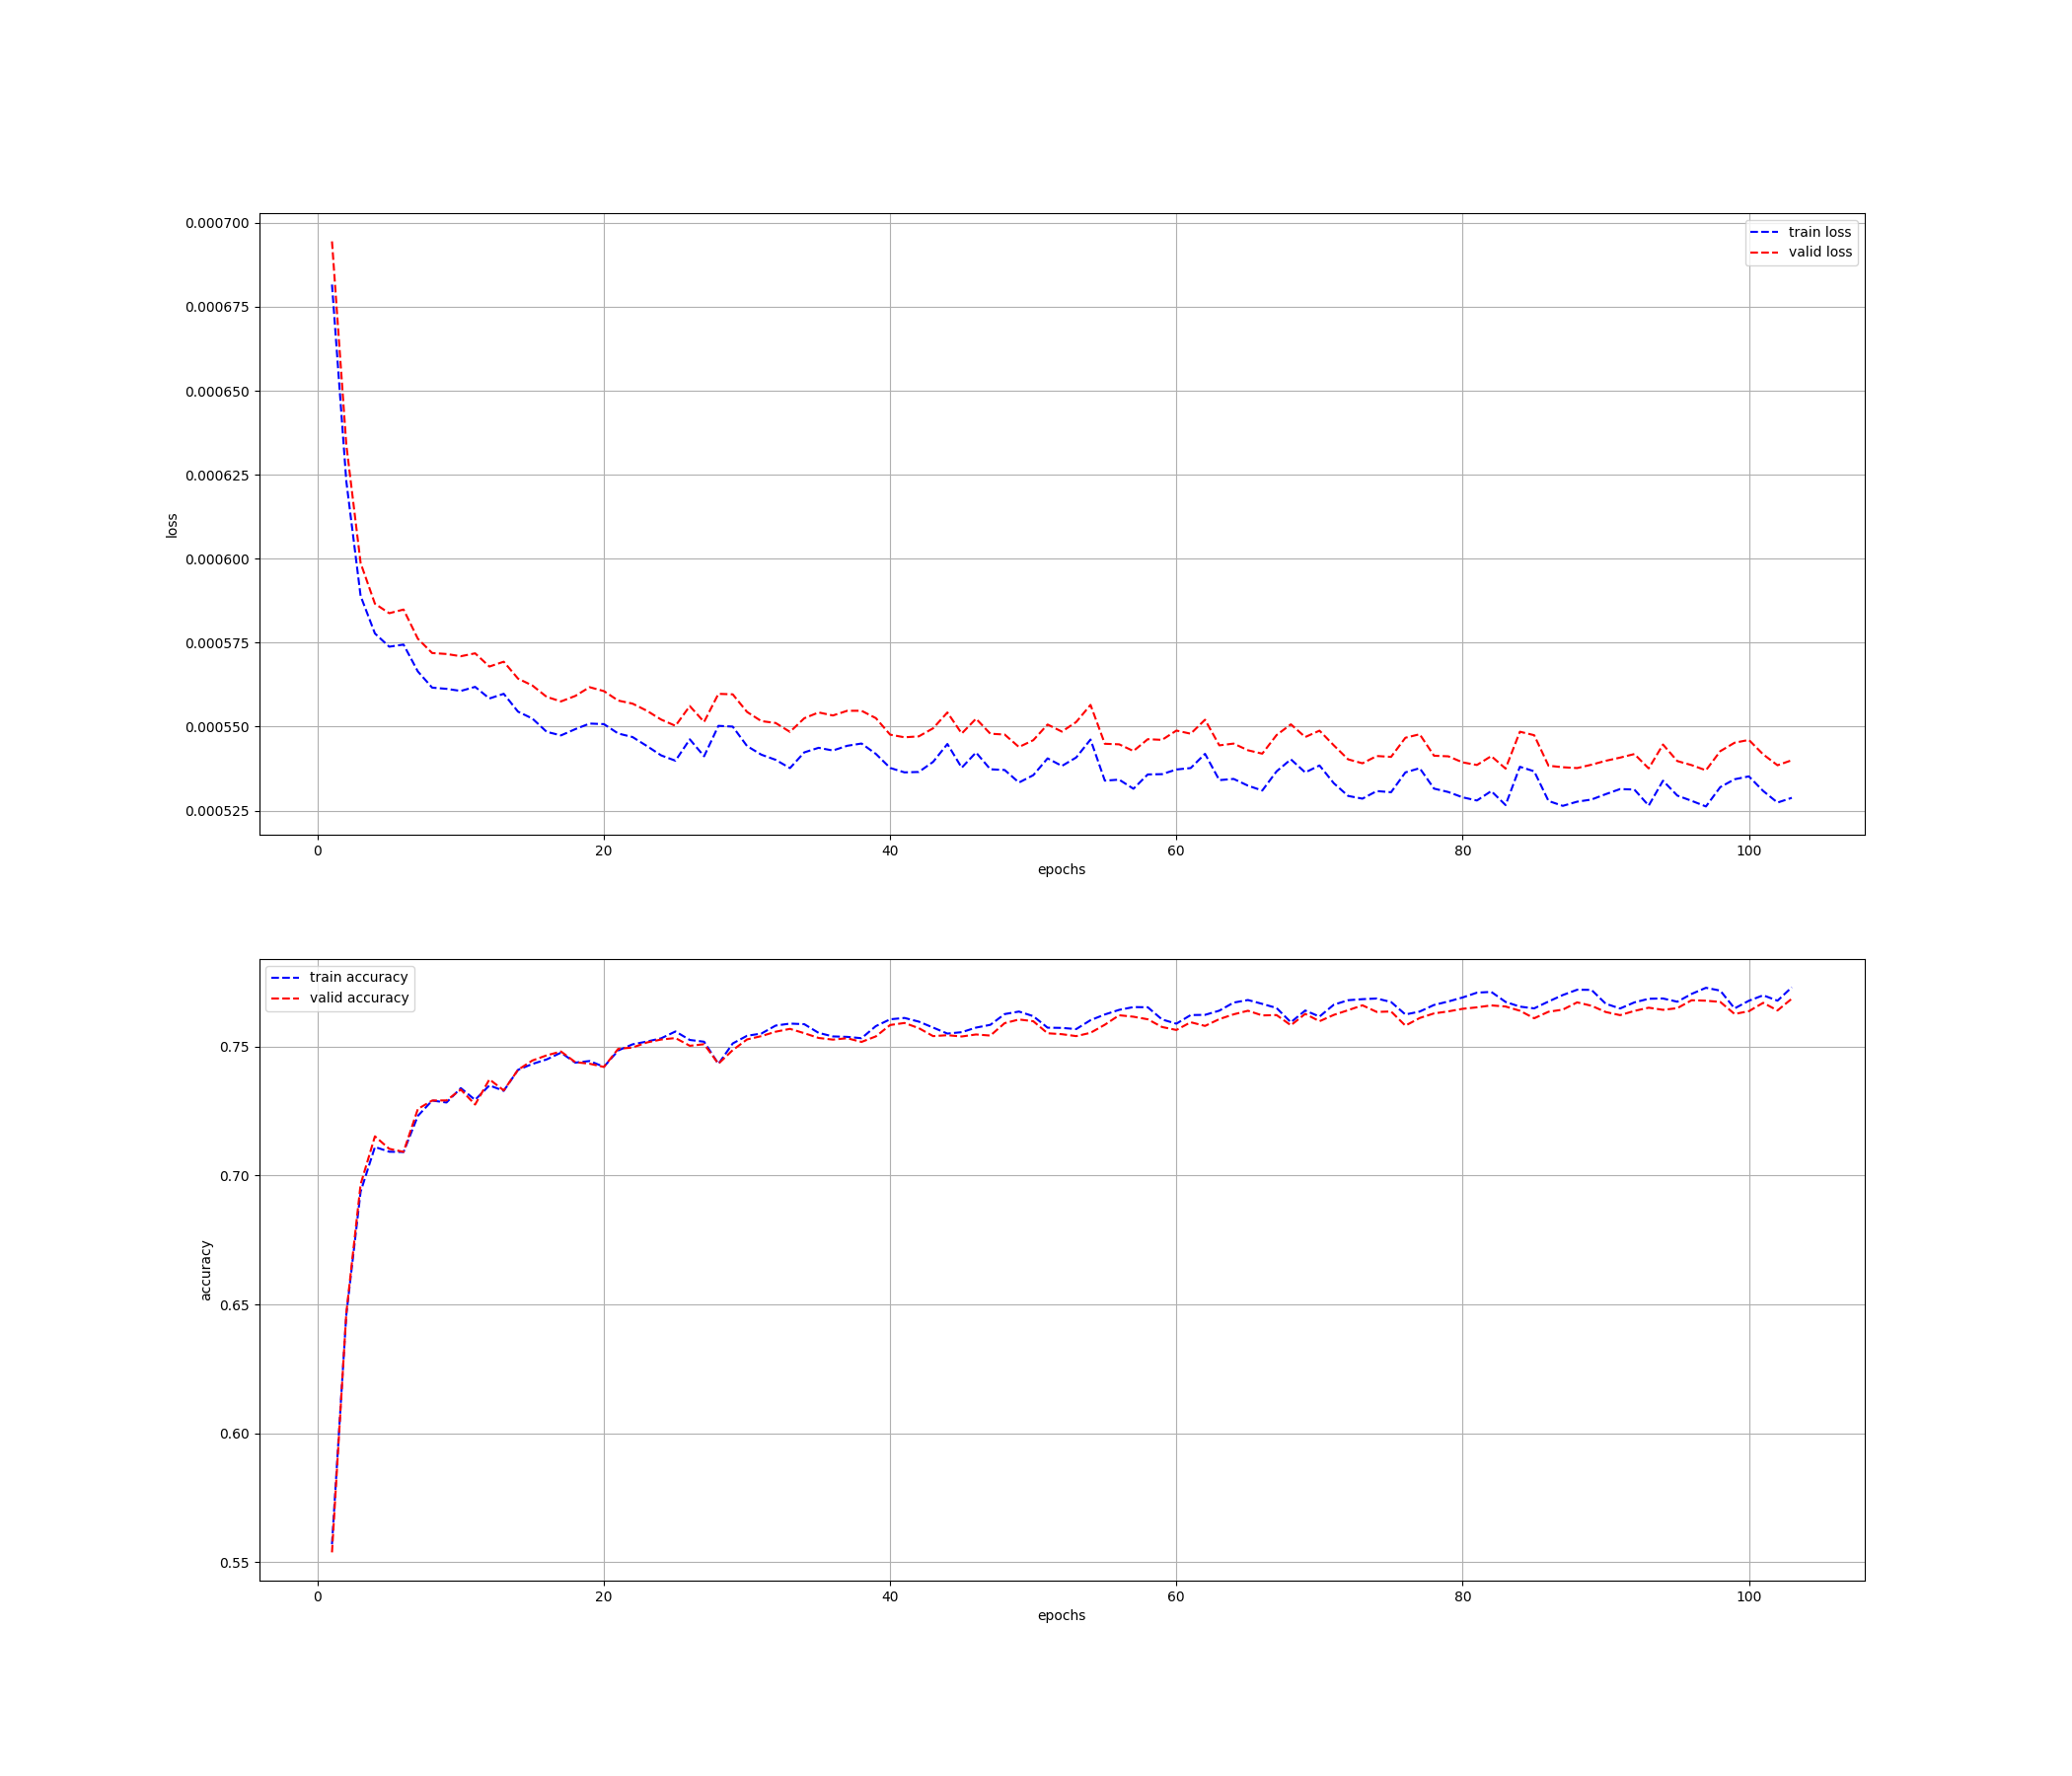 0.000700
0.000675
0.000650
0.000625
0.000600
0.000575
0.000550
0.000525
loss
train loss
valid loss
0 20 40 60 80 100
epochs
train accuracy
valid accuracy
0.75
0.70
0.65
0.60
0.55
accuracy
0 20 40 60 80 100
epochs